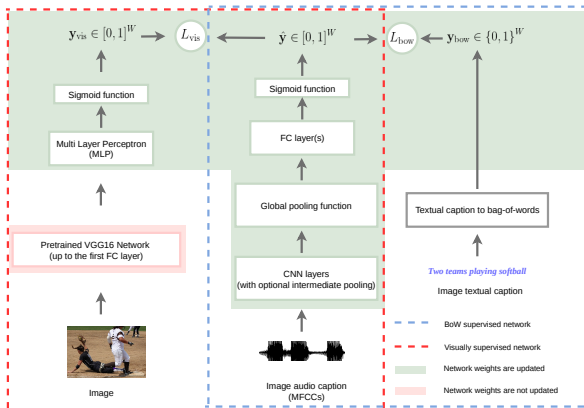 y_vis ∈ [0, 1]^W
L_vis
ŷ ∈ [0, 1]^W
L_bow
y_bow ∈ {0, 1}^W
Sigmoid function
Multi Layer Perceptron
(MLP)
Pretrained VGG16 Network
(up to the first FC layer)
Image
Sigmoid function
FC layer(s)
Global pooling function
CNN layers
(with optional intermediate pooling)
Image audio caption
(MFCCs)
Textual caption to bag-of-words
Two teams playing softball
Image textual caption
BoW supervised network
Visually supervised network
Network weights are updated
Network weights are not updated